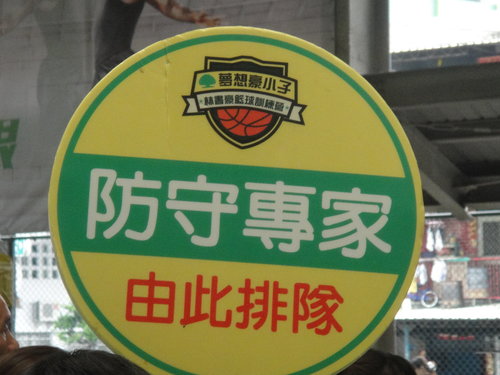 夢想豪小子
林書豪籃球訓練營
防守專家
由此排隊